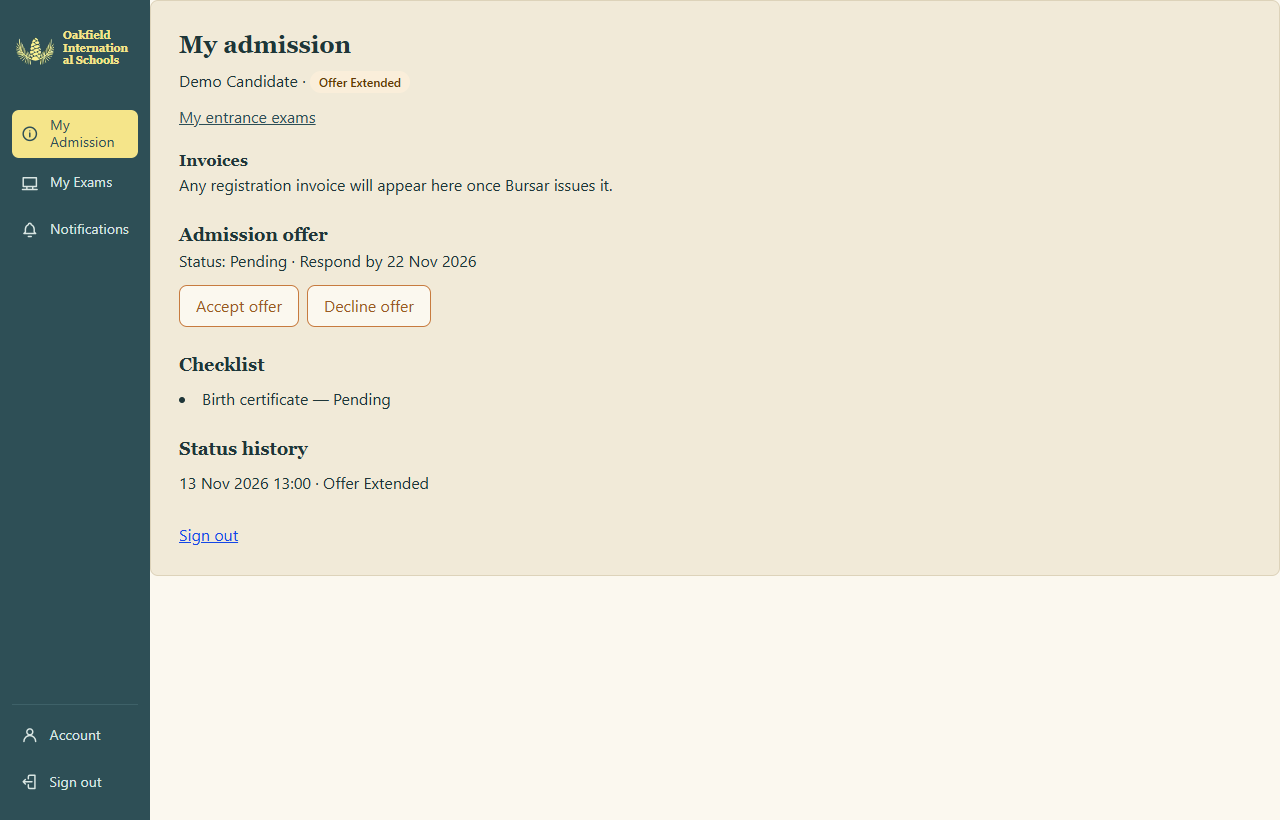 Oakfield
Internation
al Schools
My
Admission
My Exams
Notifications
Account
Sign out
My admission
Demo Candidate · Offer Extended
My entrance exams
Invoices
Any registration invoice will appear here once Bursar issues it.
Admission offer
Status: Pending · Respond by 22 Nov 2026
Accept offer Decline offer
Checklist
• Birth certificate — Pending
Status history
13 Nov 2026 13:00 · Offer Extended
Sign out